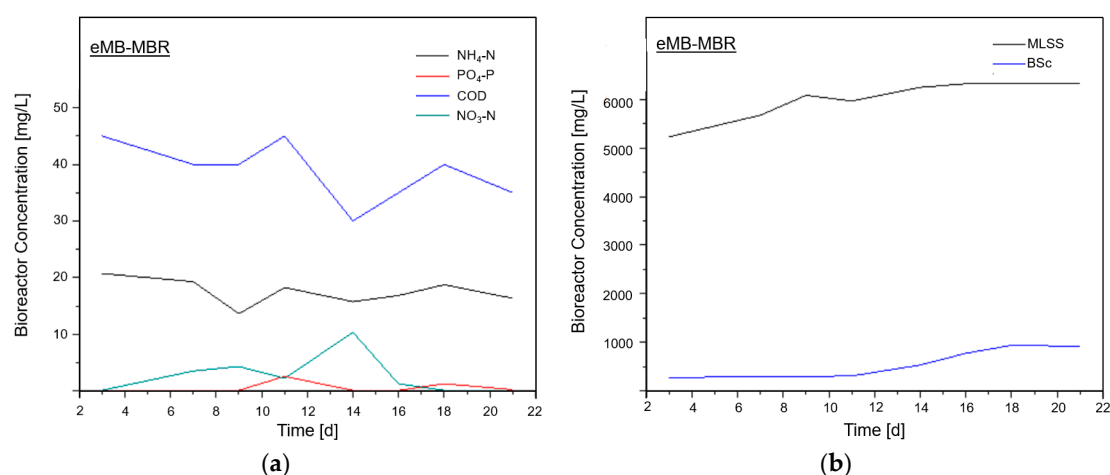 eMB-MBR
NH₄-N
PO₄-P
COD
NO₃-N
50
40
30
20
10
2 4 6 8 10 12 14 16 18 20 22
Bioreactor Concentration [mg/L]
Time [d]
(a)
eMB-MBR
MLSS
BSc
6000
5000
4000
3000
2000
1000
2 4 6 8 10 12 14 16 18 20 22
Bioreactor Concentration [mg/L]
Time [d]
(b)